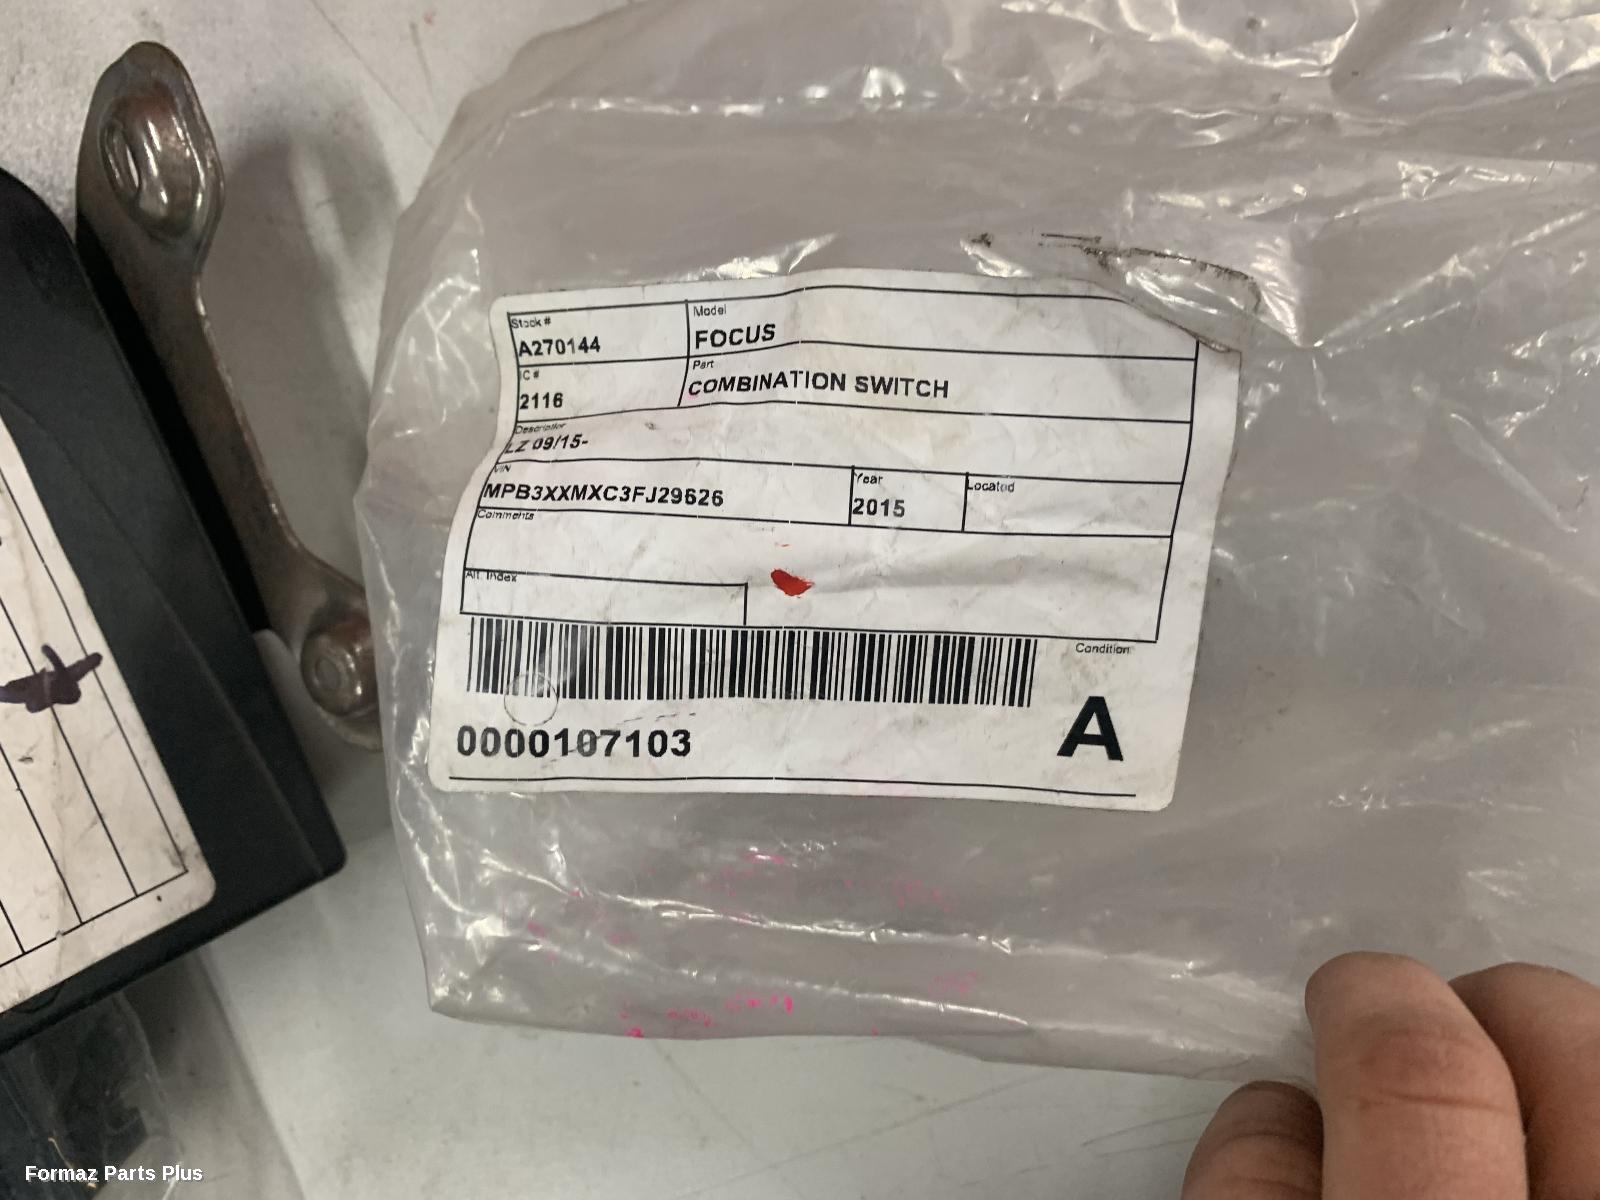 Stock #
A270144
Model
FOCUS
IC #
2116
Part
COMBINATION SWITCH
Description
LZ 09/15-
VIN
MPB3XXMXC3FJ29626
Year
2015
Located
Comments
Alt. Index
Condition
0000107103
A
Formaz Parts Plus